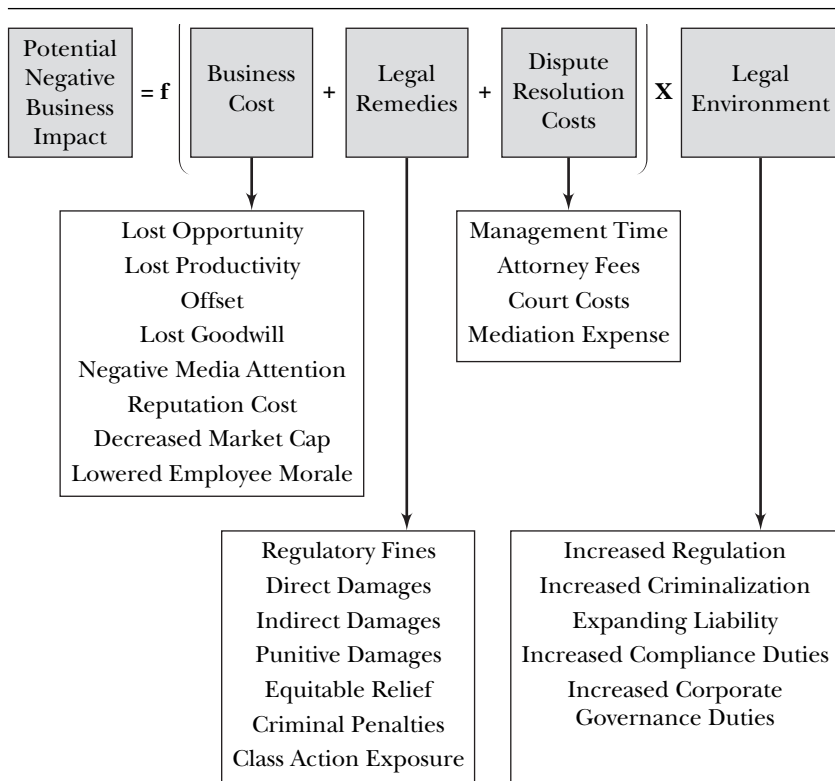 Potential
Negative
Business
Impact
= f
Business
Cost
+
Legal
Remedies
+
Dispute
Resolution
Costs
X
Legal
Environment
Lost Opportunity
Lost Productivity
Offset
Lost Goodwill
Negative Media Attention
Reputation Cost
Decreased Market Cap
Lowered Employee Morale
Management Time
Attorney Fees
Court Costs
Mediation Expense
Regulatory Fines
Direct Damages
Indirect Damages
Punitive Damages
Equitable Relief
Criminal Penalties
Class Action Exposure
Increased Regulation
Increased Criminalization
Expanding Liability
Increased Compliance Duties
Increased Corporate
Governance Duties